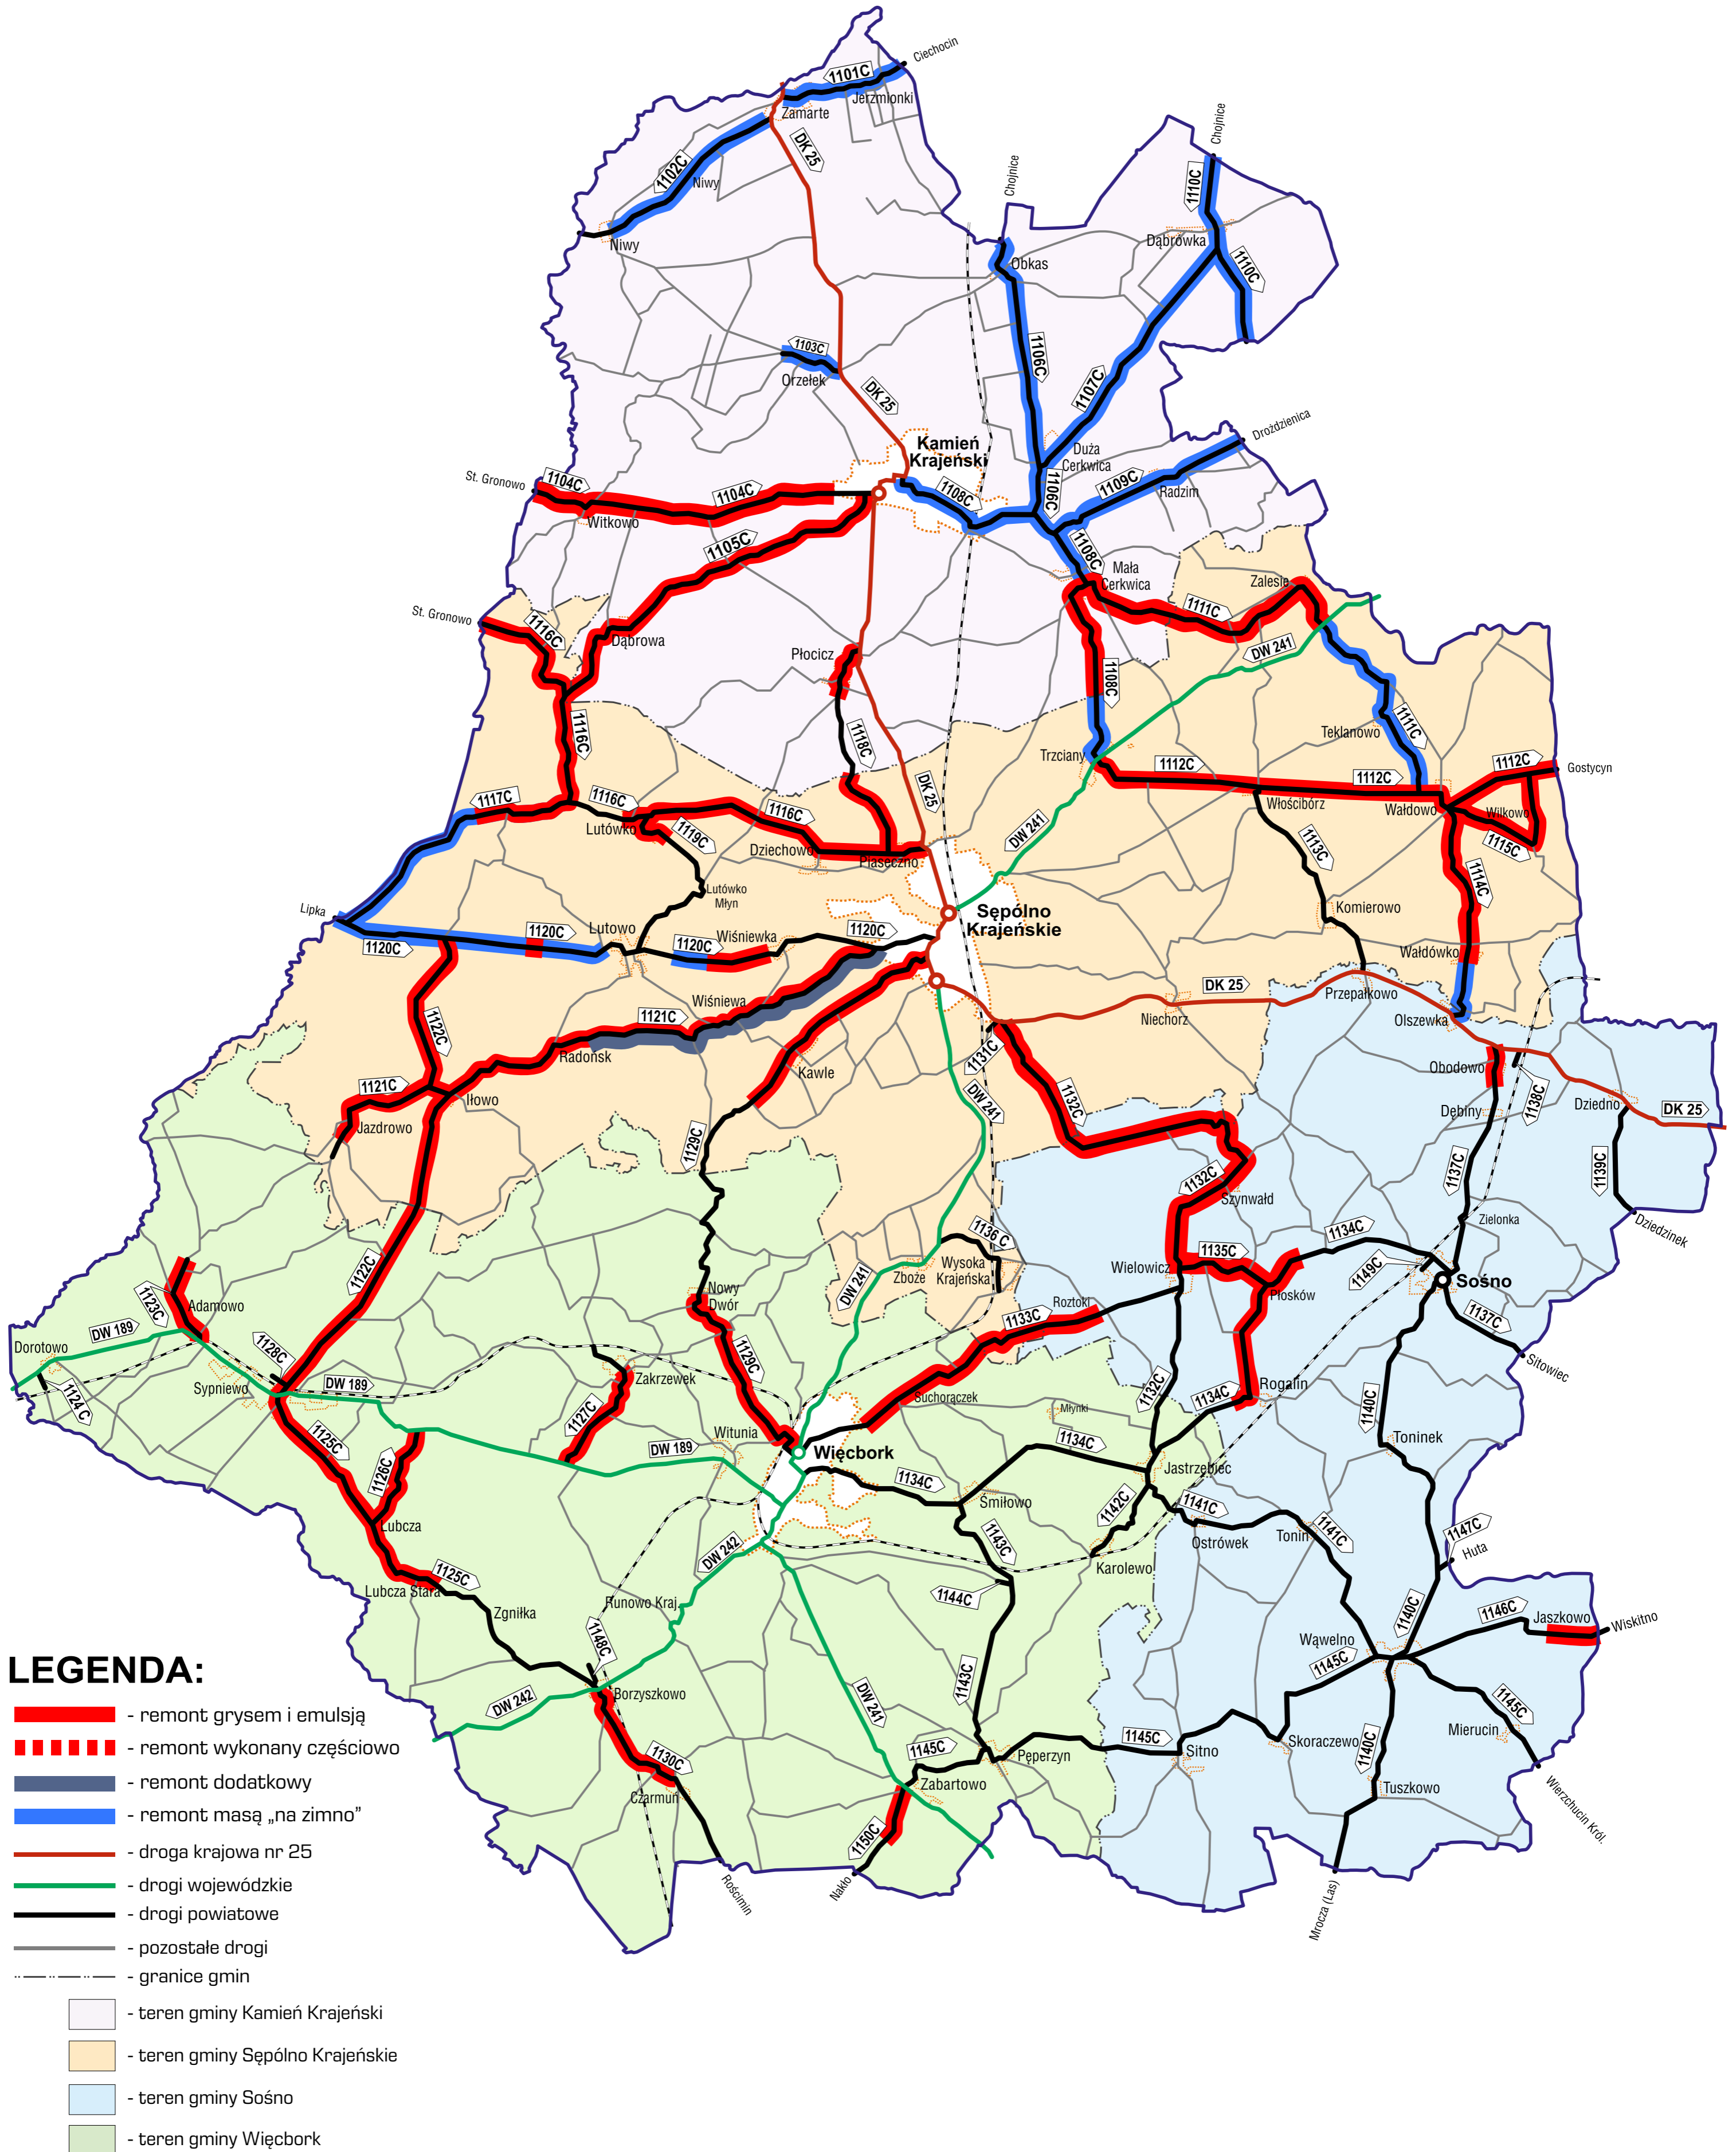 Ciechocin
1101C
Jerzmionki
Zamarte
DK 25
1102C
Niwy
Niwy
Chojnice
Chojnice
1110C
Dąbrówka
1110C
Obkas
1103C
Orzełek
DK 25
1106C
1107C
Kamień
Krajeński
Duża
Cerkwica
Drożdzienica
St. Gronowo
1104C
1104C
Witkowo
1108C
1106C
1109C
Radzim
1105C
1108C
Mała
Cerkwica
Zalesie
1111C
St. Gronowo
1116C
Dąbrowa
Płocicz
DW 241
1108C
1116C
1118C
Teklanowo
1111C
Trzciany
1112C
1112C
1112C
Gostycyn
DK 25
1117C
1116C
1116C
Lutówko
1119C
Dziechowo
Piaseczno
DW 241
Włościbórz
Wałdowo
Wilkowo
1115C
1113C
1114C
Lutówko
Młyn
Lipka
Sępólno
Krajeńskie
Komierowo
1120C
1120C
Lutowo
1120C
Wiśniewka
1120C
Wałdówko
1122C
1121C
Wiśniewa
DK 25
Niechorz
Przepałkowo
Olszewka
Radońsk
Kawle
1131C
1132C
DW 241
Obodowo
1138C
Dziedno
DK 25
1121C
Iłowo
Jazdrowo
Dębiny
1129C
1137C
1139C
1132C
Szynwałd
Dziedzinek
Zielonka
1136 C
1134C
1122C
Wysoka
Krajeńska
Zboże
Wielowicz
1135C
1149C
Sośno
Płosków
Nowy
Dwór
DW 241
Roztoki
1133C
1123C
Adamowo
DW 189
Dorotowo
1137C
Sitowiec
1128C
Sypniewo
DW 189
1124 C
Zakrzewek
1129C
Suchorączek
Młynki
1132C
1134C
Rogalin
1140C
1127C
Toninek
1125C
1126C
Witunia
DW 189
Więcbork
1134C
1134C
Jastrzębiec
Śmiłowo
1142C
1141C
Ostrówek
Tonin
1141C
1147C
Huta
Lubcza
1143C
Karolewo
DW 242
1125C
Lubcza Stara
Zgniłka
Runowo Kraj.
1144C
1140C
1146C
Jaszkowo
Wiskitno
1148C
Wąwelno
1145C
1143C
Borzyszkowo
DW 242
DW 241
1145C
Mierucin
1130C
Czarmuń
1145C
Pęperzyn
1145C
Sitno
Skoraczewo
1140C
Zabartowo
Tuszkowo
Wierzchucin Król.
1150C
Nakło
Rościmin
Mrocza (Las)
LEGENDA:
- remont grysem i emulsją
- remont wykonany częściowo
- remont dodatkowy
- remont masą „na zimno”
- droga krajowa nr 25
- drogi wojewódzkie
- drogi powiatowe
- pozostałe drogi
- granice gmin
- teren gminy Kamień Krajeński
- teren gminy Sępólno Krajeńskie
- teren gminy Sośno
- teren gminy Więcbork